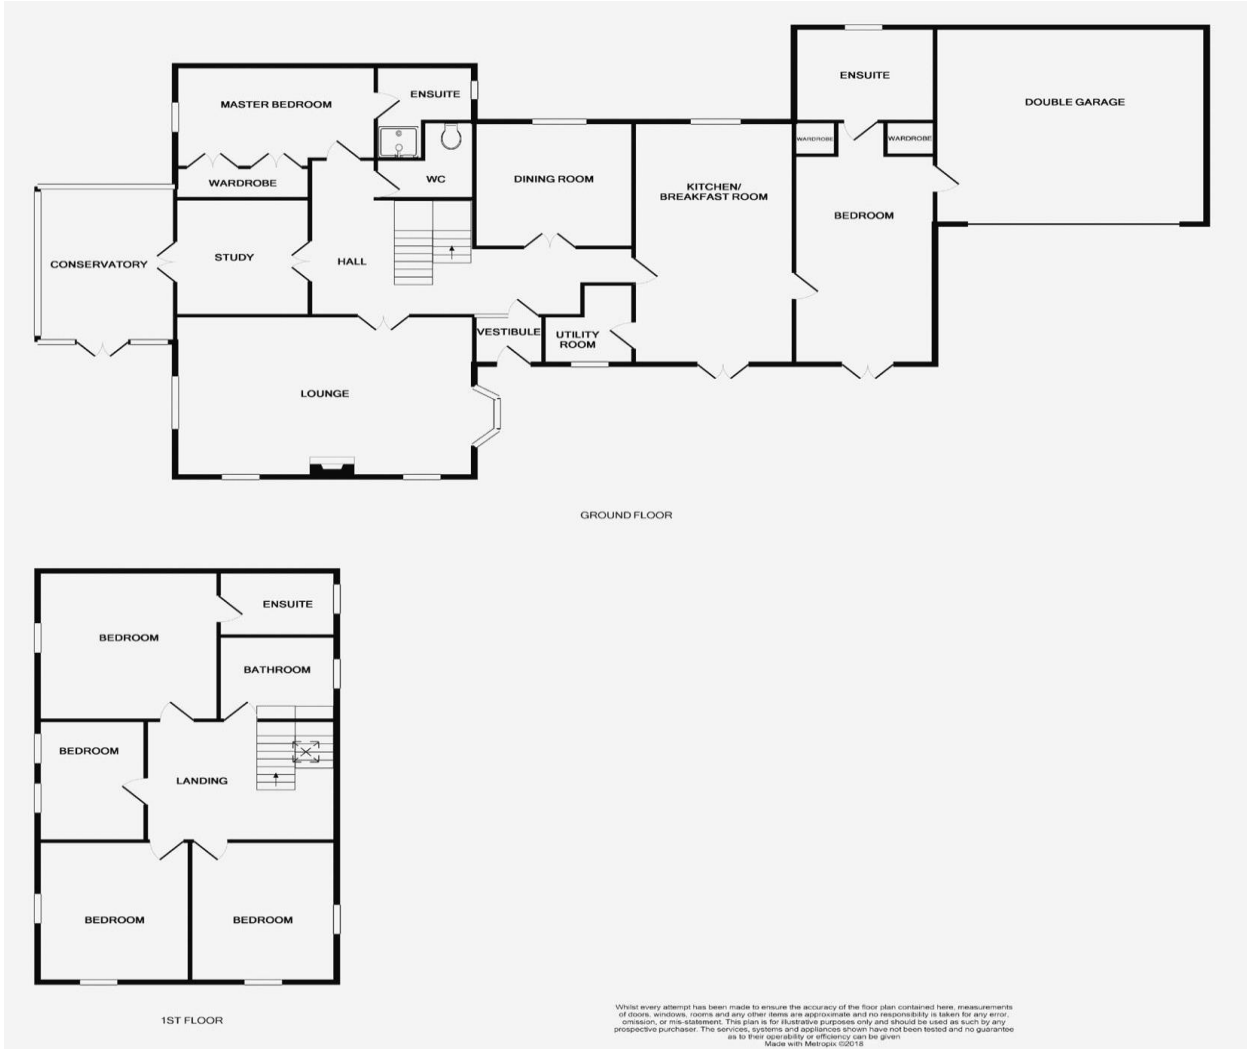 ENSUITE
DOUBLE GARAGE
MASTER BEDROOM
ENSUITE
WARDROBE
WARDROBE
WC
DINING ROOM
KITCHEN/
BREAKFAST ROOM
WARDROBE
BEDROOM
CONSERVATORY
STUDY
HALL
VESTIBULE
UTILITY
ROOM
LOUNGE
GROUND FLOOR
BEDROOM
ENSUITE
BATHROOM
BEDROOM
LANDING
BEDROOM
BEDROOM
1ST FLOOR
Whilst every attempt has been made to ensure the accuracy of the floor plan contained here, measurements
of doors, windows, rooms and any other items are approximate and no responsibility is taken for any error,
omission, or mis-statement. This plan is for illustrative purposes only and should be used as such by any
prospective purchaser. The services, systems and appliances shown have not been tested and no guarantee
as to their operability or efficiency can be given
Made with Metropix ©2018